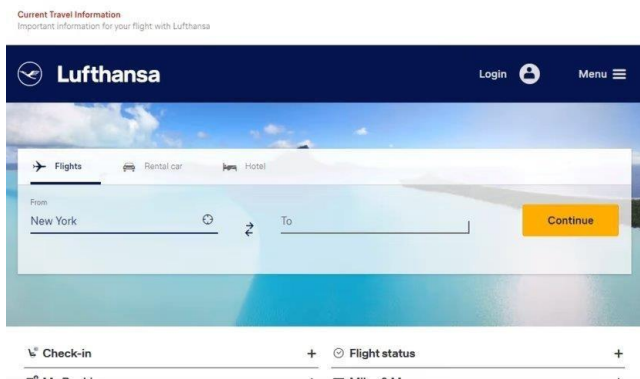 Current Travel Information
Important information for your flight with Lufthansa
Lufthansa
Login
Menu
Flights
Rental car
Hotel
From
New York
To
Continue
Check-in
+
Flight status
+